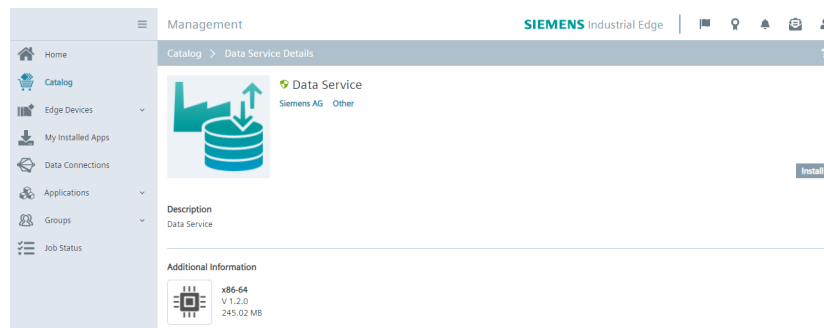 Management
SIEMENS Industrial Edge
Home
Catalog
Edge Devices
My Installed Apps
Data Connections
Applications
Groups
Job Status
Catalog > Data Service Details
?
Data Service
Siemens AG Other
Install
Description
Data Service
Additional Information
x86-64
V 1.2.0
245.02 MB